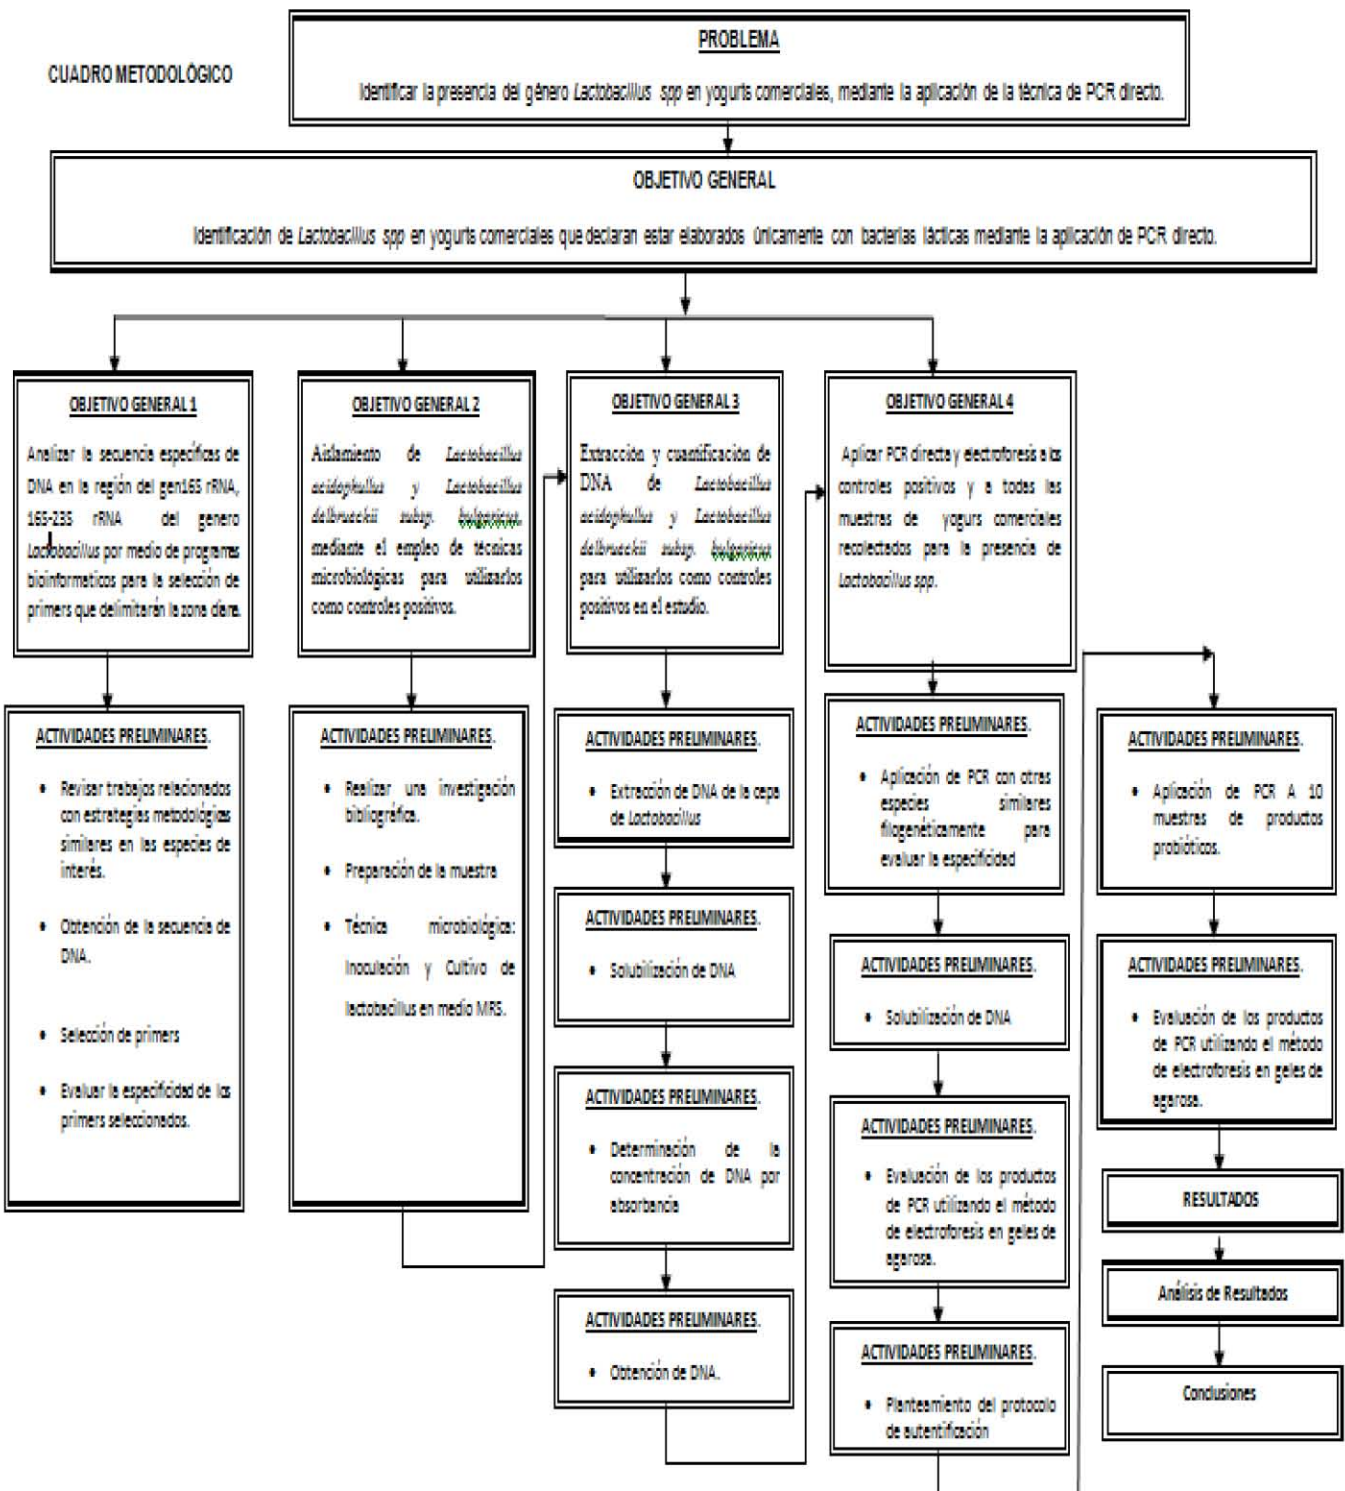 CUADRO METODOLÓGICO
PROBLEMA
Identificar la presencia del género Lactobacillus spp en yogurts comerciales, mediante la aplicación de la técnica de PCR directo.
OBJETIVO GENERAL
Identificación de Lactobacillus spp en yogurts comerciales que declaran estar elaborados únicamente con bacterias lácticas mediante la aplicación de PCR directo.
OBJETIVO GENERAL 1
Analizar la secuencia específicas de
DNA en la región del gen16S rRNA,
16S-23S rRNA del genero
Lactobacillus por medio de programas
bioinformaticos para la selección de
primers que delimitarán la zona diana.
ACTIVIDADES PRELIMINARES.
• Revisar trabajos relacionados
con estrategias metodológicas
similares en las especies de
interés.
• Obtención de la secuencia de
DNA.
• Selección de primers
• Evaluar la especificidad de los
primers seleccionados.
OBJETIVO GENERAL 2
Aislamiento de Lactobacillus
acidophullus y Lactobacillus
delbrueckii subsp. bulgaricus,
mediante el empleo de técnicas
microbiológicas para utilizarlos
como controles positivos.
ACTIVIDADES PRELIMINARES.
• Realizar una investigación
bibliográfica.
• Preparación de la muestra
• Técnica microbiológica:
Inoculación y Cultivo de
lactobacillus en medio MRS.
OBJETIVO GENERAL 3
Extracción y cuantificación de
DNA de Lactobacillus
acidophullus y Lactobacillus
delbrueckii subsp. bulgaricus
para utilizarlos como controles
positivos en el estudio.
ACTIVIDADES PRELIMINARES.
• Extracción de DNA de la cepa
de Lactobacillus
ACTIVIDADES PRELIMINARES.
• Solubilización de DNA
ACTIVIDADES PRELIMINARES.
• Determinación de la
concentración de DNA por
absorbancia
ACTIVIDADES PRELIMINARES.
• Obtención de DNA.
OBJETIVO GENERAL 4
Aplicar PCR directa y electroforesis a los
controles positivos y a todas las
muestras de yogurs comerciales
recolectados para la presencia de
Lactobacillus spp.
ACTIVIDADES PRELIMINARES.
• Aplicación de PCR con otras
especies similares
filogenéticamente para
evaluar la especificidad
ACTIVIDADES PRELIMINARES.
• Solubilización de DNA
ACTIVIDADES PRELIMINARES.
• Evaluación de los productos
de PCR utilizando el método
de electroforesis en geles de
agarosa.
ACTIVIDADES PRELIMINARES.
• Planteamiento del protocolo
de autentificación
ACTIVIDADES PRELIMINARES.
• Aplicación de PCR A 10
muestras de productos
probióticos.
ACTIVIDADES PRELIMINARES.
• Evaluación de los productos
de PCR utilizando el método
de electroforesis en geles de
agarosa.
RESULTADOS
Análisis de Resultados
Conclusiones